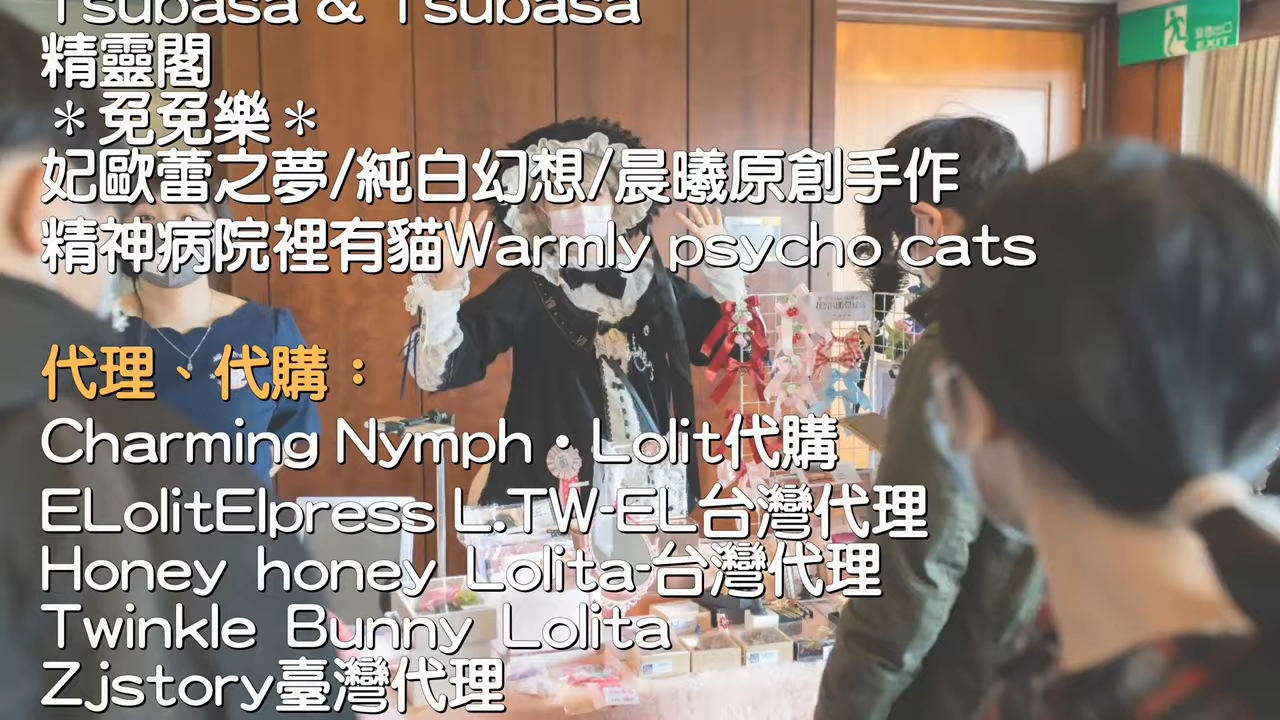 Tsubasa & Tsubasa
精靈閣
＊兎兎樂＊
妃歐蕾之夢/純白幻想/晨曦原創手作
精神病院裡有貓Warmly psycho cats
代理、代購：
Charming Nymph・Lolit代購
ELolitElpress L.TW-EL台灣代理
Honey honey Lolita-台灣代理
Twinkle Bunny Lolita
Zjstory臺灣代理
EXIT